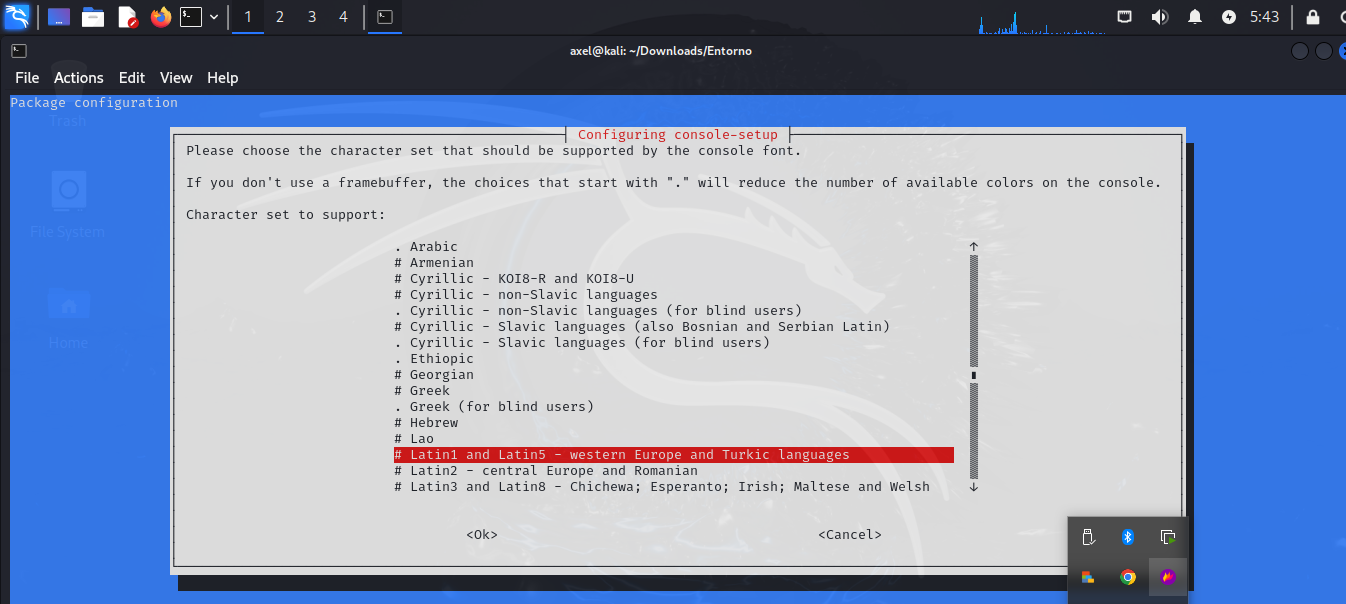 1 2 3 4 5:43
axel@kali: ~/Downloads/Entorno
File Actions Edit View Help
Package configuration
Trash
Configuring console-setup
Please choose the character set that should be supported by the console font.
If you don't use a framebuffer, the choices that start with "." will reduce the number of available colors on the console.
Character set to support:
File System
. Arabic
# Armenian
# Cyrillic - KOI8-R and KOI8-U
# Cyrillic - non-Slavic languages
. Cyrillic - non-Slavic languages (for blind users)
# Cyrillic - Slavic languages (also Bosnian and Serbian Latin)
. Cyrillic - Slavic languages (for blind users)
Home
. Ethiopic
# Georgian
# Greek
. Greek (for blind users)
# Hebrew
# Lao
# Latin1 and Latin5 - western Europe and Turkic languages
# Latin2 - central Europe and Romanian
# Latin3 and Latin8 - Chichewa; Esperanto; Irish; Maltese and Welsh
<Ok> <Cancel>